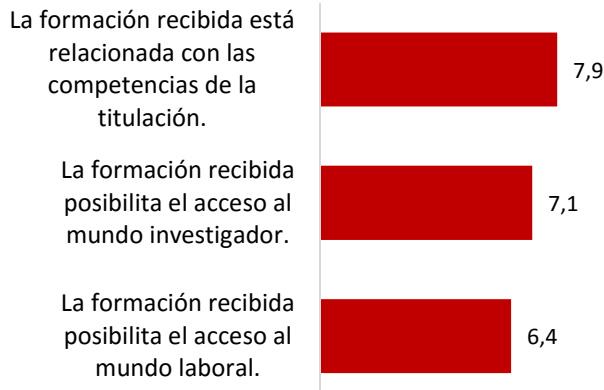 La formación recibida está
relacionada con las
competencias de la
titulación.
7,9
La formación recibida
posibilita el acceso al
mundo investigador.
7,1
La formación recibida
posibilita el acceso al
mundo laboral.
6,4